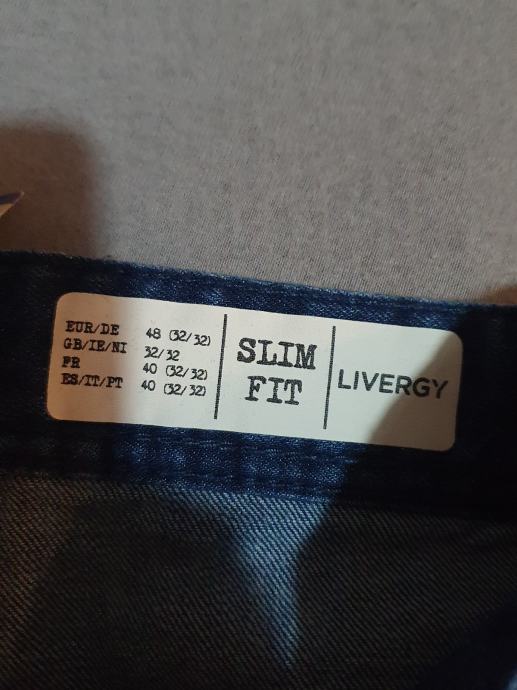 EUR/DE 48 (32/32)
GB/IE/NI 32/32
FR 40 (32/32)
ES/IT/PT 40 (32/32)
SLIM
FIT
LIVERGY